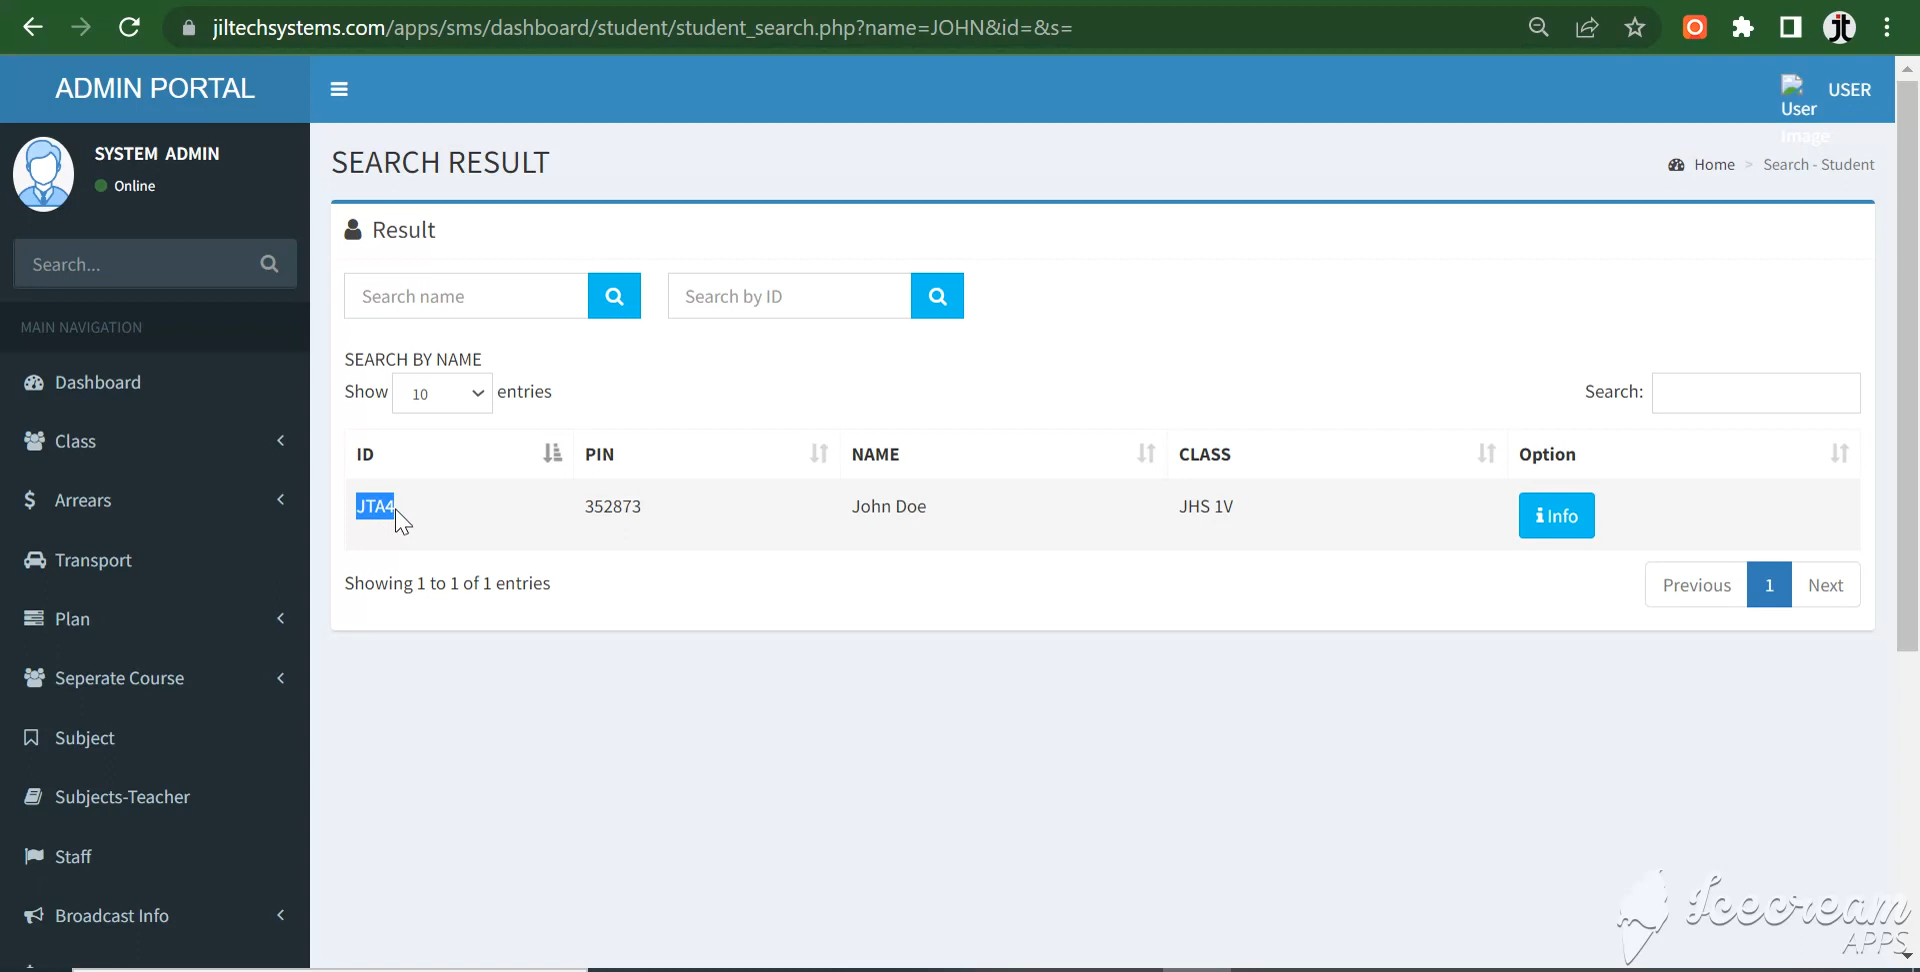 jiltechsystems.com/apps/sms/dashboard/student/student_search.php?name=JOHN&id=&s=
jt
ADMIN PORTAL
User Image
USER
SYSTEM ADMIN
Online
Search...
MAIN NAVIGATION
Dashboard
Class
Arrears
Transport
Plan
Seperate Course
Subject
Subjects-Teacher
Staff
Broadcast Info
SEARCH RESULT
Home > Search - Student
Result
Search name
Search by ID
SEARCH BY NAME
Show 10 entries
Search:
ID PIN NAME CLASS Option
JTA4 352873 John Doe JHS 1V Info
Showing 1 to 1 of 1 entries
Previous 1 Next
Icecream
APPS